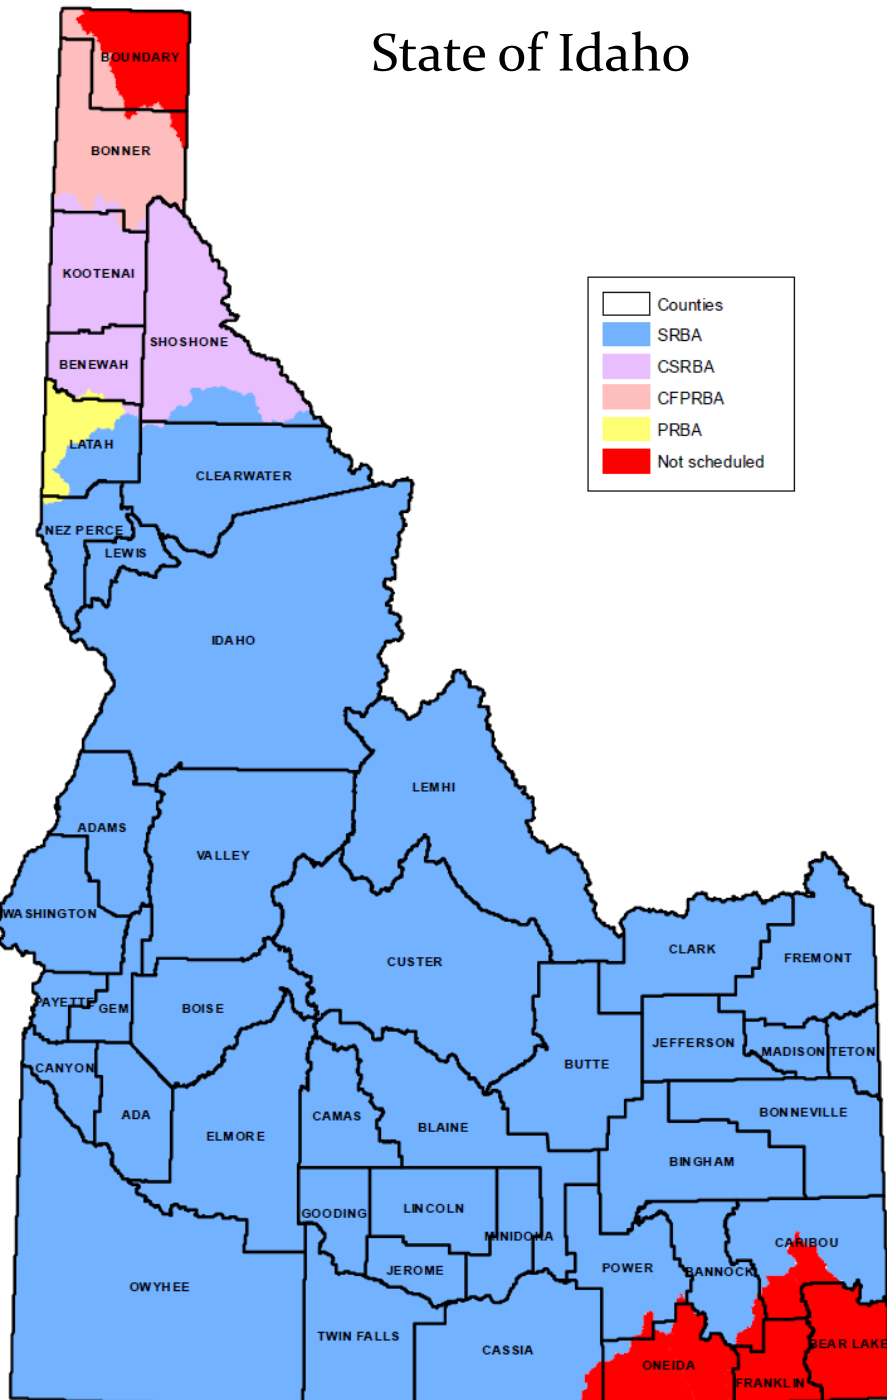 State of Idaho
BOUNDARY
BONNER
KOOTENAI
Counties
SRBA
CSRBA
CFPRBA
PRBA
Not scheduled
SHOSHONE
BENEWAH
LATAH
CLEARWATER
NEZ PERCE
LEWIS
IDAHO
LEMHI
ADAMS
VALLEY
WASHINGTON
CUSTER
CLARK
FREMONT
PAYETTE
GEM
BOISE
JEFFERSON
MADISON
TETON
BUTTE
CANYON
ADA
CAMAS
BLAINE
BONNEVILLE
ELMORE
BINGHAM
GOODING
LINCOLN
MINIDOKA
CARIBOU
JEROME
POWER
BANNOCK
OWYHEE
TWIN FALLS
CASSIA
BEAR LAKE
ONEIDA
FRANKLIN